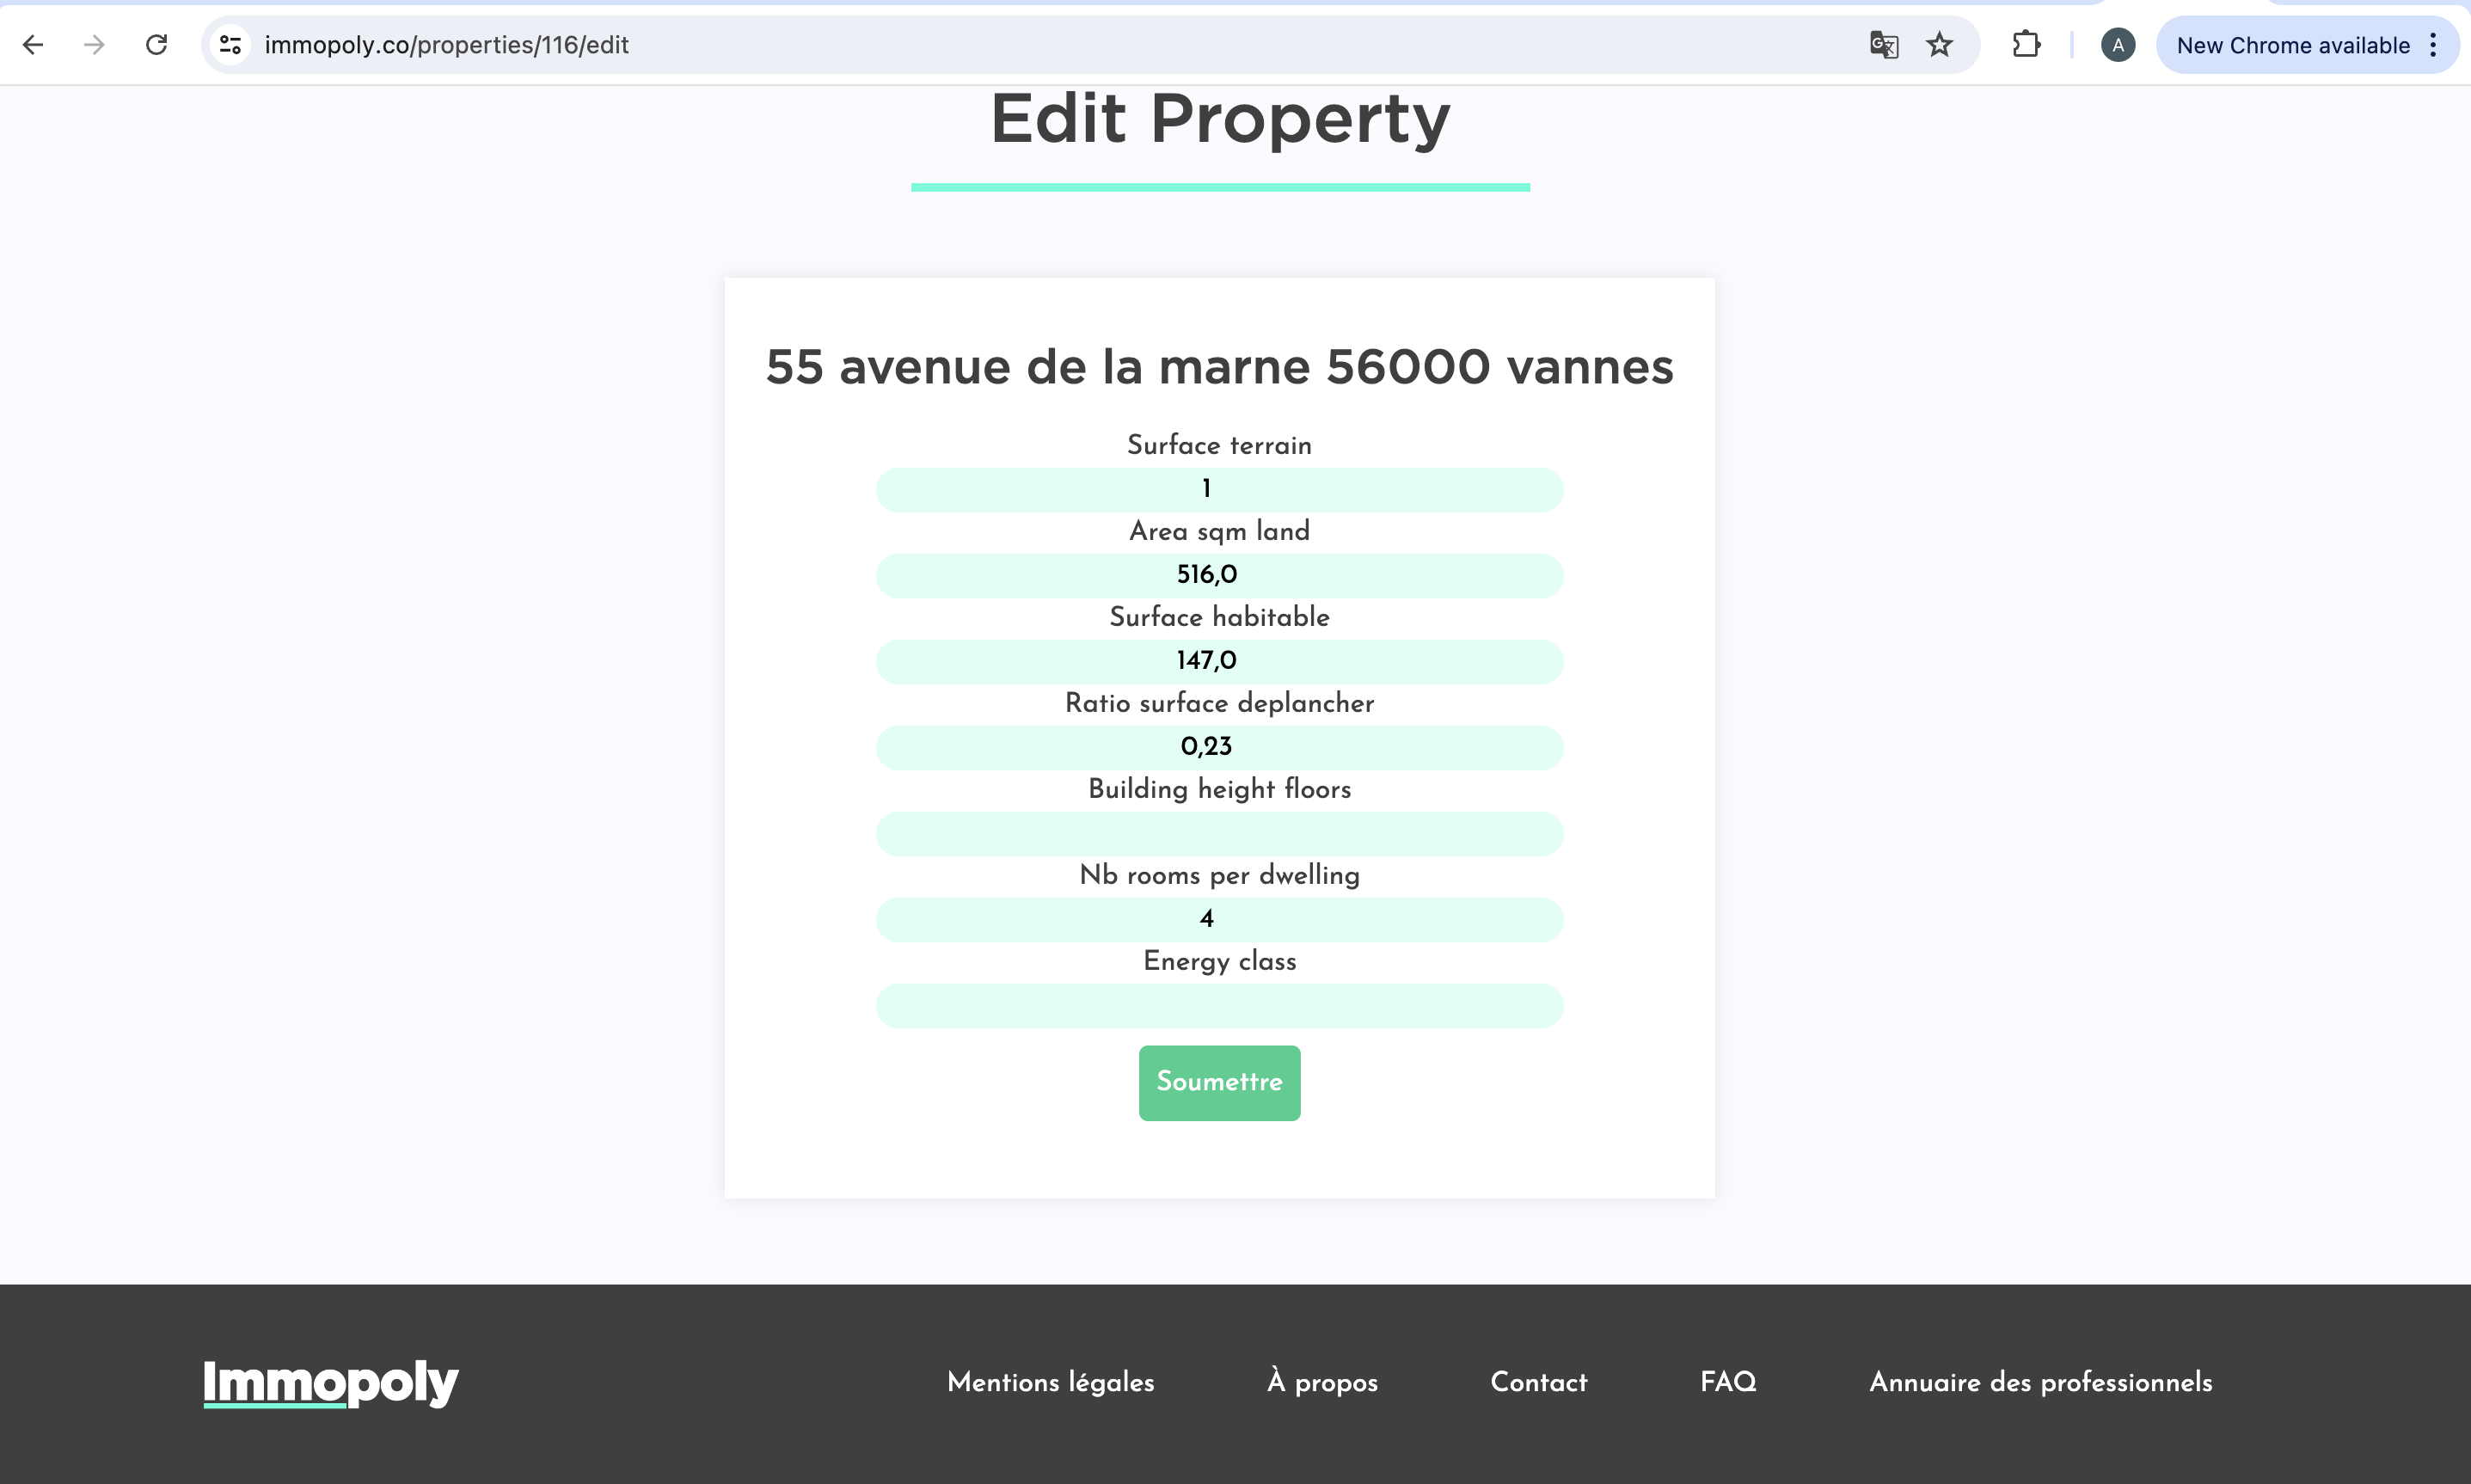 immopoly.co/properties/116/edit
A
New Chrome available
Edit Property
55 avenue de la marne 56000 vannes
Surface terrain
1
Area sqm land
516,0
Surface habitable
147,0
Ratio surface deplancher
0,23
Building height floors
Nb rooms per dwelling
4
Energy class
Soumettre
Immopoly
Mentions légales
À propos
Contact
FAQ
Annuaire des professionnels